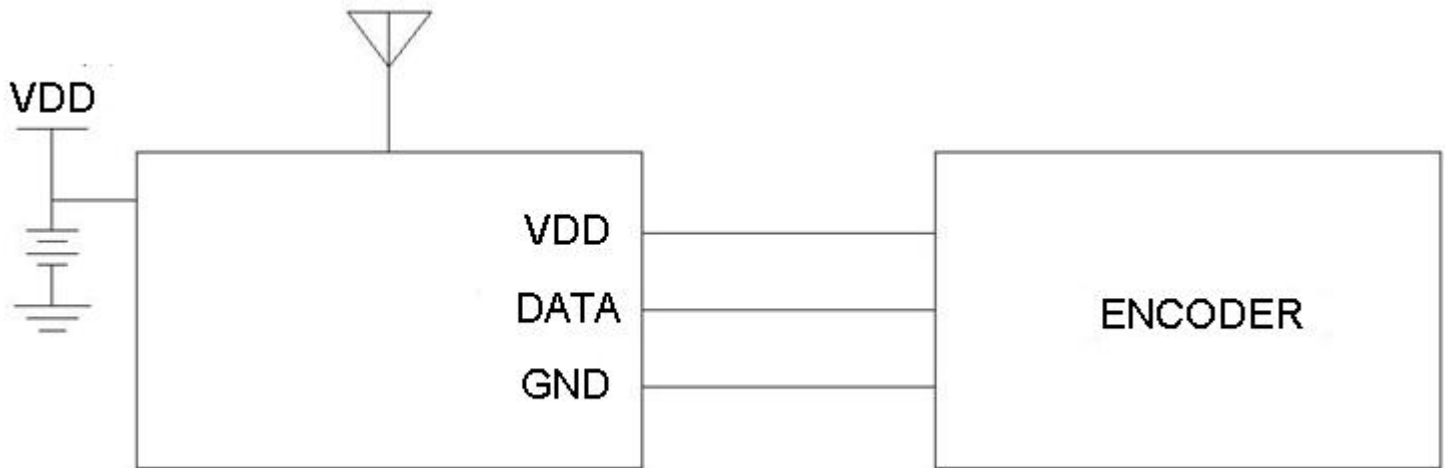 VDD
VDD
DATA
GND
ENCODER